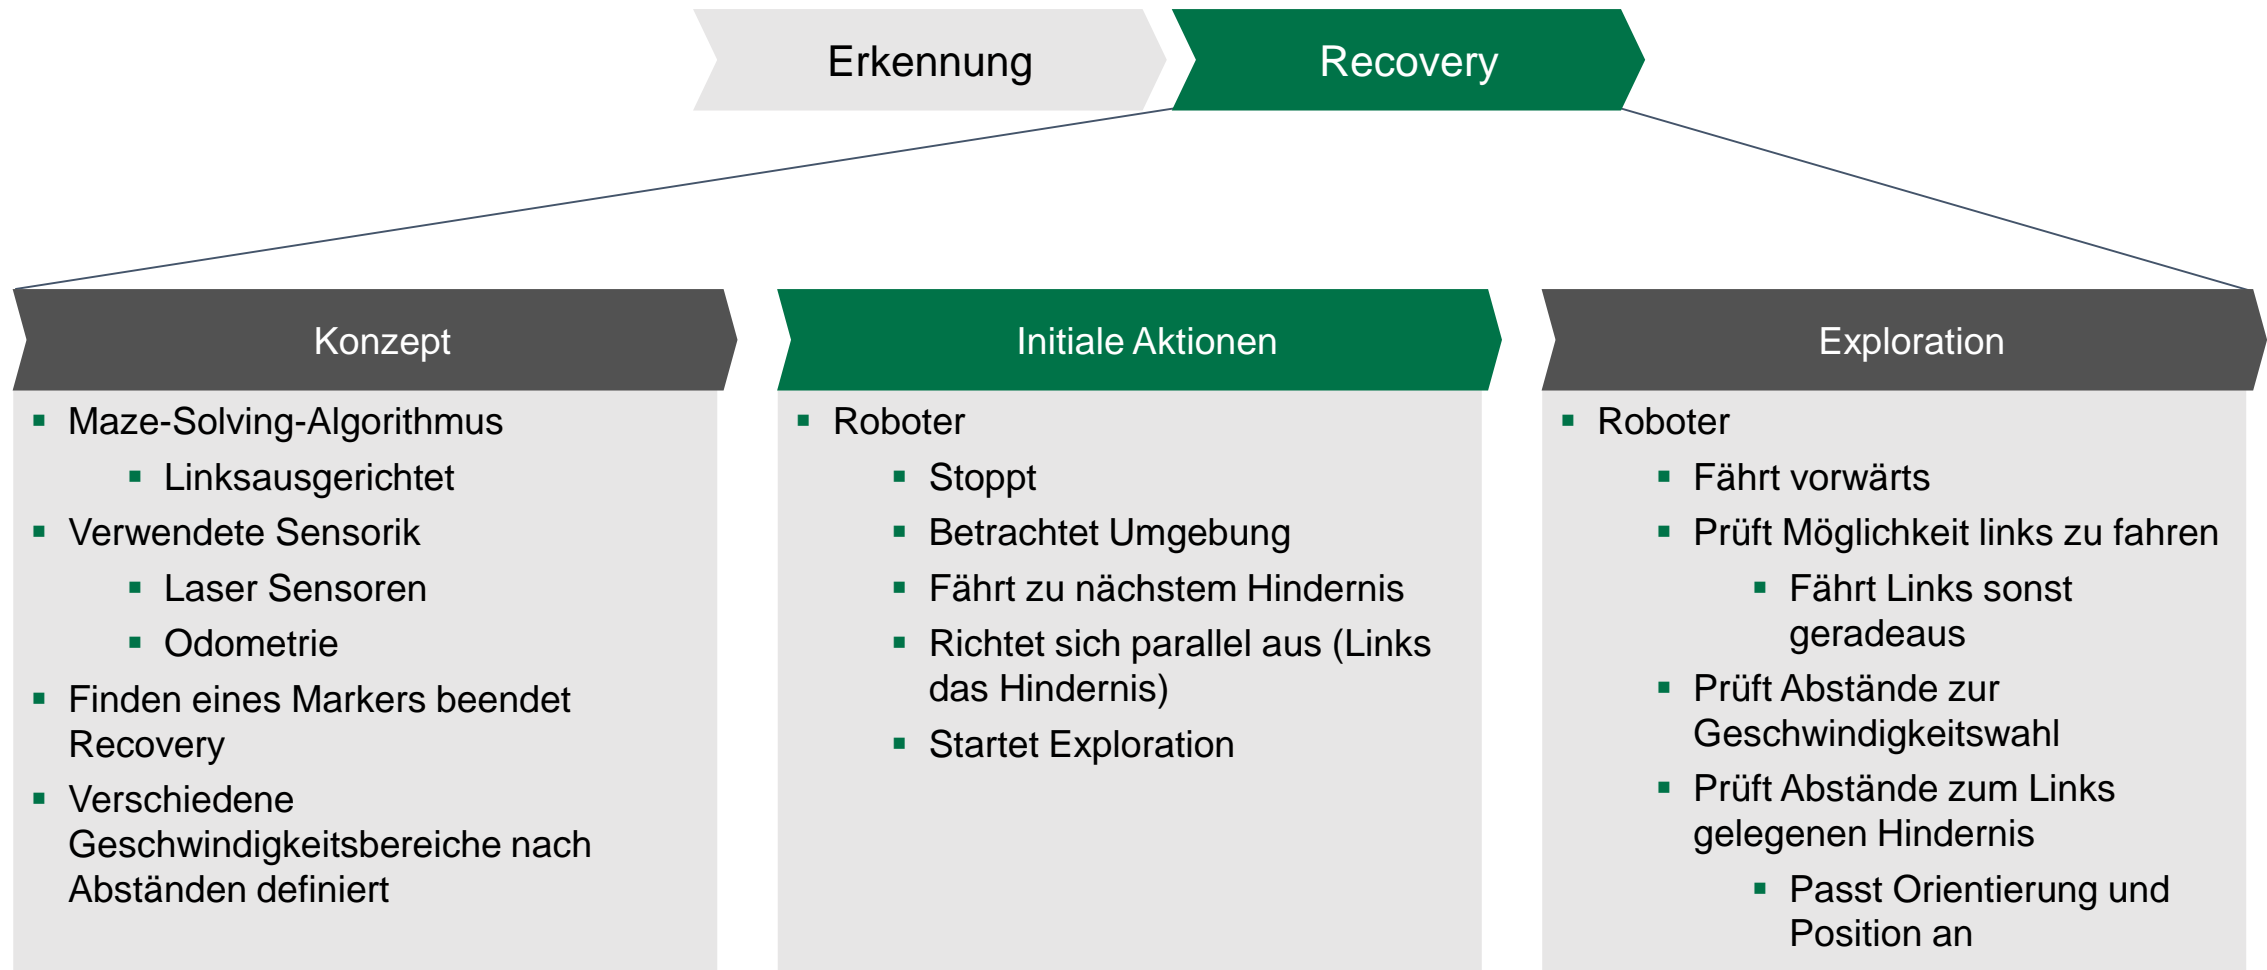 Erkennung
Recovery
Konzept
Maze-Solving-Algorithmus
Linksausgerichtet
Verwendete Sensorik
Laser Sensoren
Odometrie
Finden eines Markers beendet
Recovery
Verschiedene
Geschwindigkeitsbereiche nach
Abständen definiert
Initiale Aktionen
Roboter
Stoppt
Betrachtet Umgebung
Fährt zu nächstem Hindernis
Richtet sich parallel aus (Links
das Hindernis)
Startet Exploration
Exploration
Roboter
Fährt vorwärts
Prüft Möglichkeit links zu fahren
Fährt Links sonst
geradeaus
Prüft Abstände zur
Geschwindigkeitswahl
Prüft Abstände zum Links
gelegenen Hindernis
Passt Orientierung und
Position an